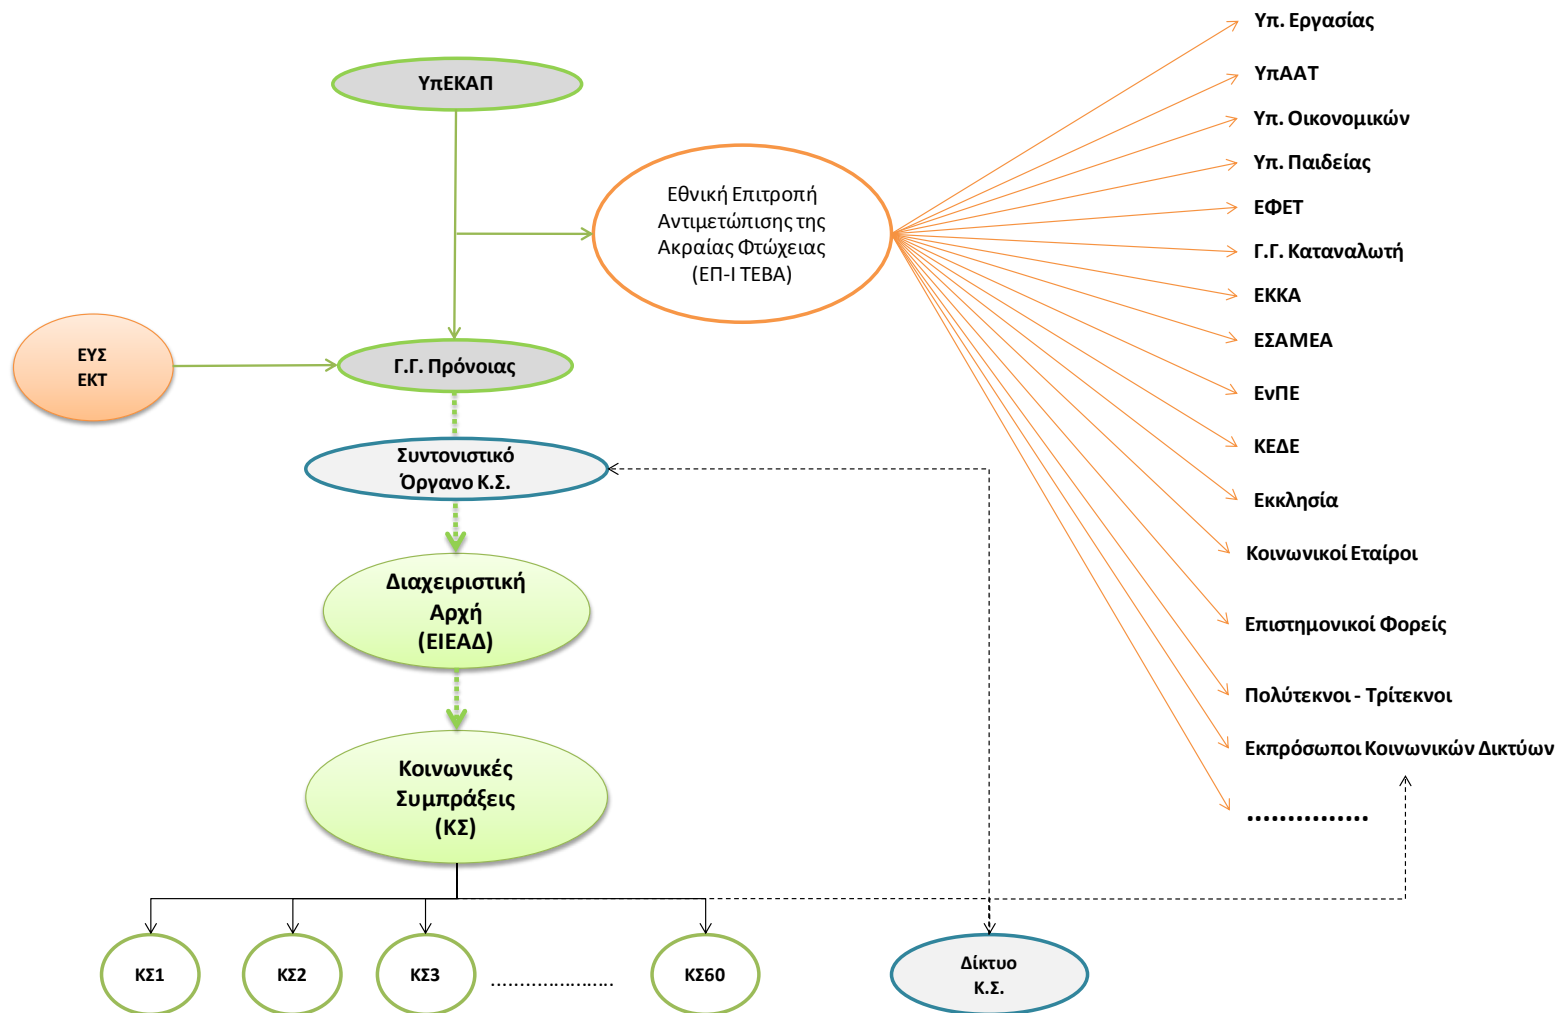 ΥπΕΚΑΠ
Εθνική Επιτροπή
Αντιμετώπισης της
Ακραίας Φτώχειας
(ΕΠ-Ι ΤΕΒΑ)
Υπ. Εργασίας
ΥπΑΑΤ
Υπ. Οικονομικών
Υπ. Παιδείας
ΕΦΕΤ
Γ.Γ. Καταναλωτή
ΕΚΚΑ
ΕΣΑΜΕΑ
ΕνΠΕ
ΚΕΔΕ
Εκκλησία
Κοινωνικοί Εταίροι
Επιστημονικοί Φορείς
Πολύτεκνοι - Τρίτεκνοι
Εκπρόσωποι Κοινωνικών Δικτύων
...............
ΕΥΣ
ΕΚΤ
Γ.Γ. Πρόνοιας
Συντονιστικό
Όργανο Κ.Σ.
Διαχειριστική
Αρχή
(ΕΙΕΑΔ)
Κοινωνικές
Συμπράξεις
(ΚΣ)
ΚΣ1
ΚΣ2
ΚΣ3
.....................
ΚΣ60
Δίκτυο
Κ.Σ.